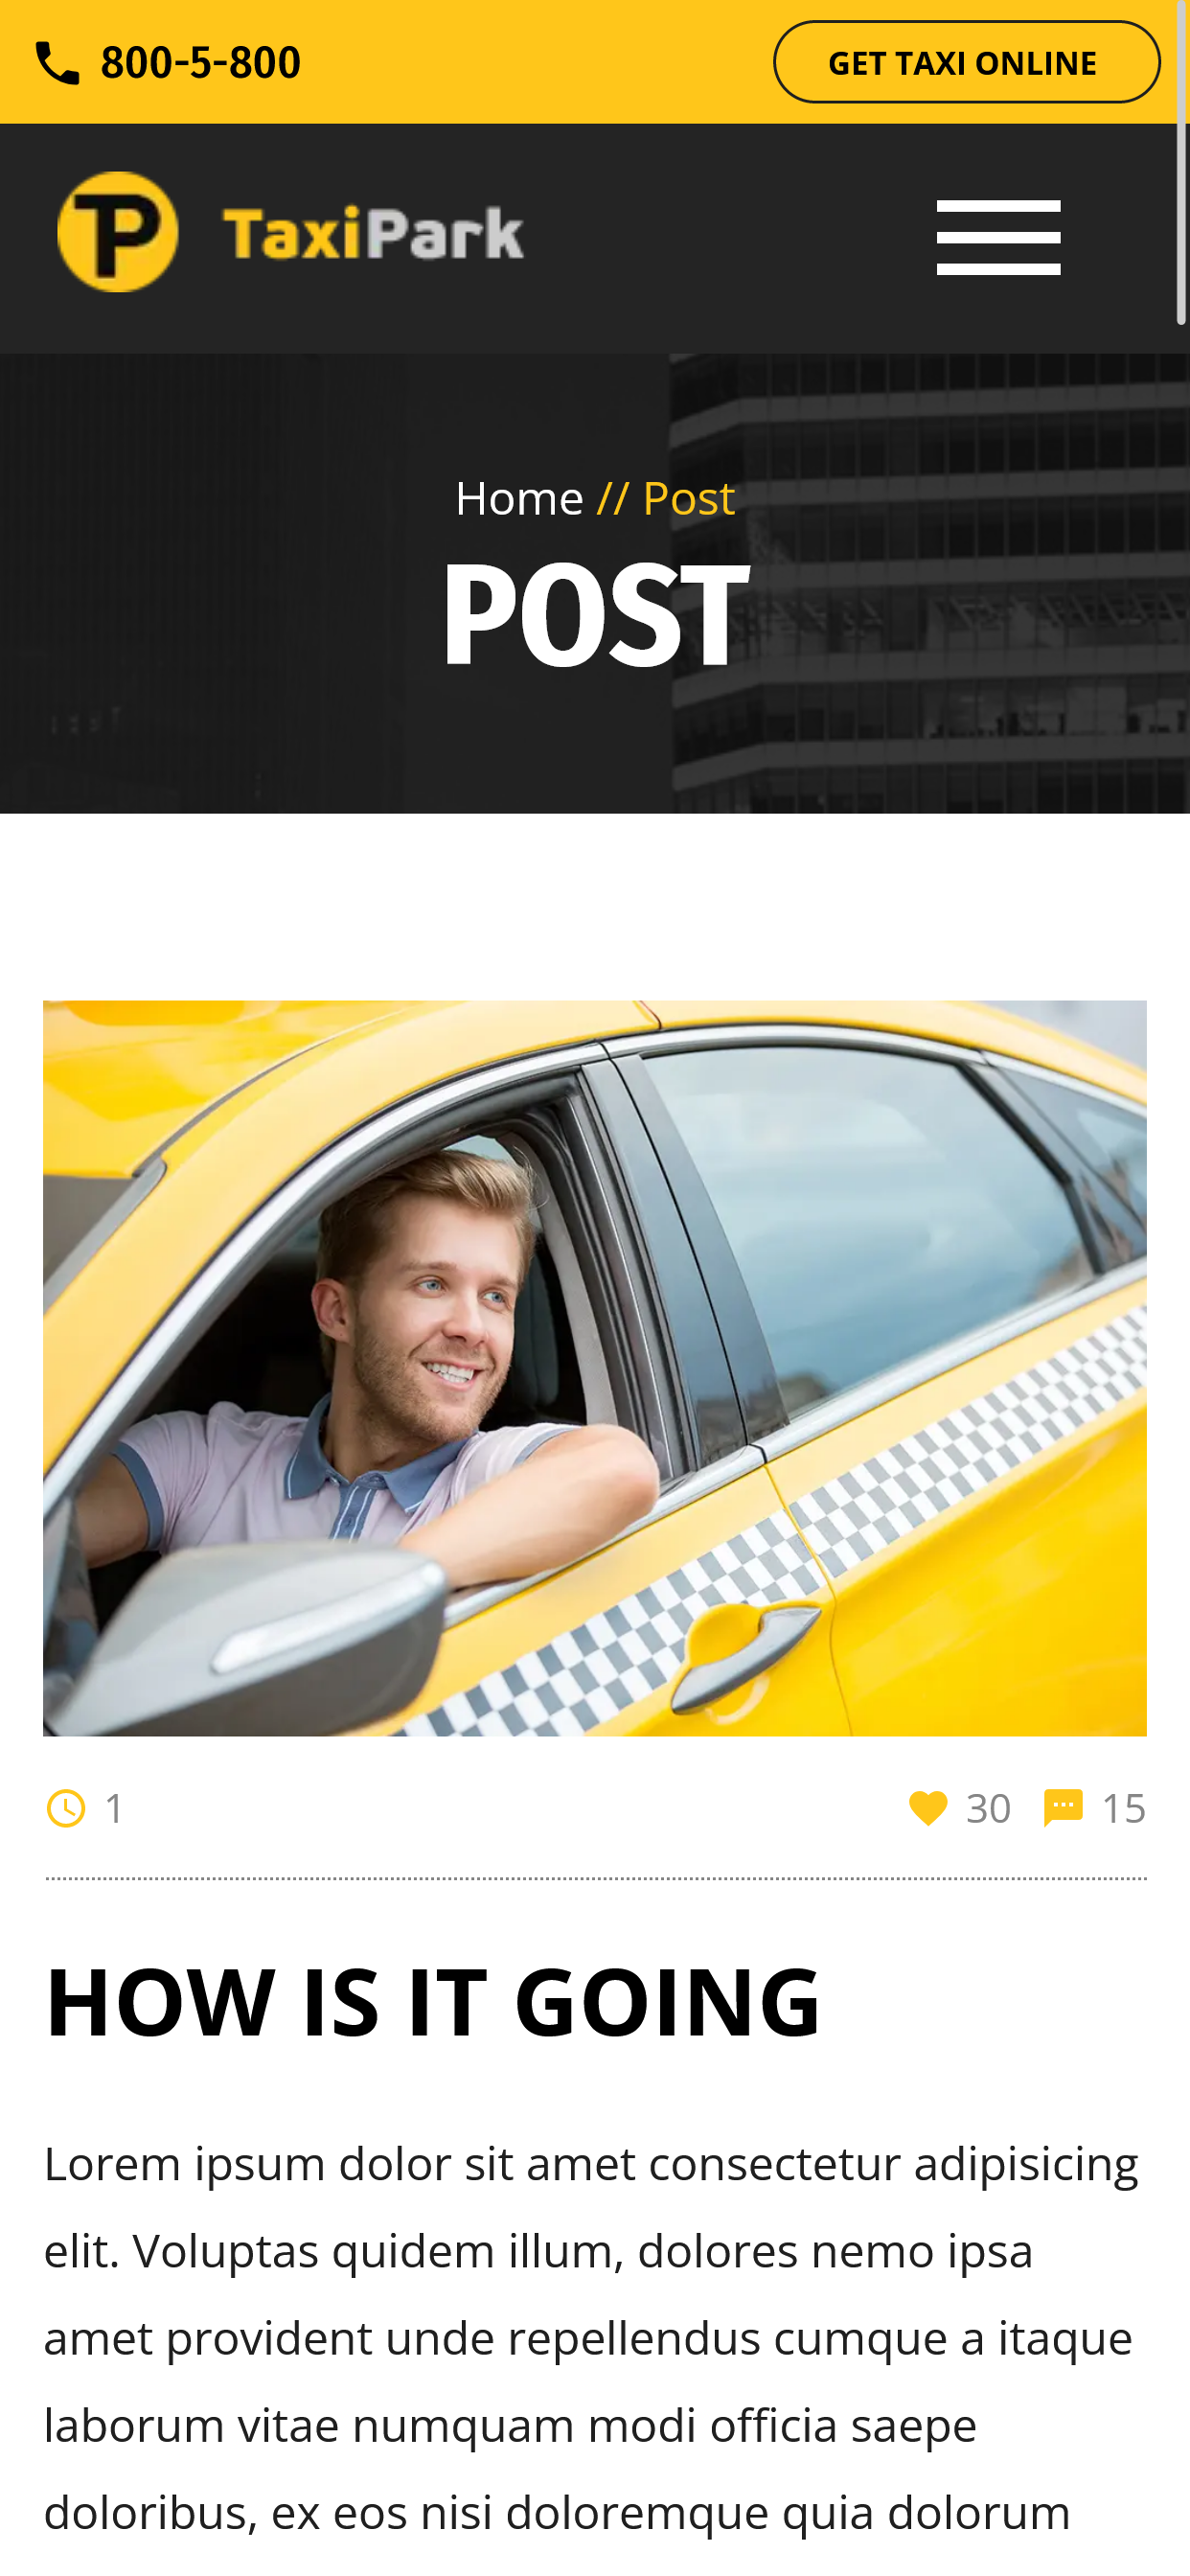 800-5-800
GET TAXI ONLINE
TP TaxiPark
Home // Post
POST
1
30
15
HOW IS IT GOING
Lorem ipsum dolor sit amet consectetur adipisicing
elit. Voluptas quidem illum, dolores nemo ipsa
amet provident unde repellendus cumque a itaque
laborum vitae numquam modi officia saepe
doloribus, ex eos nisi doloremque quia dolorum